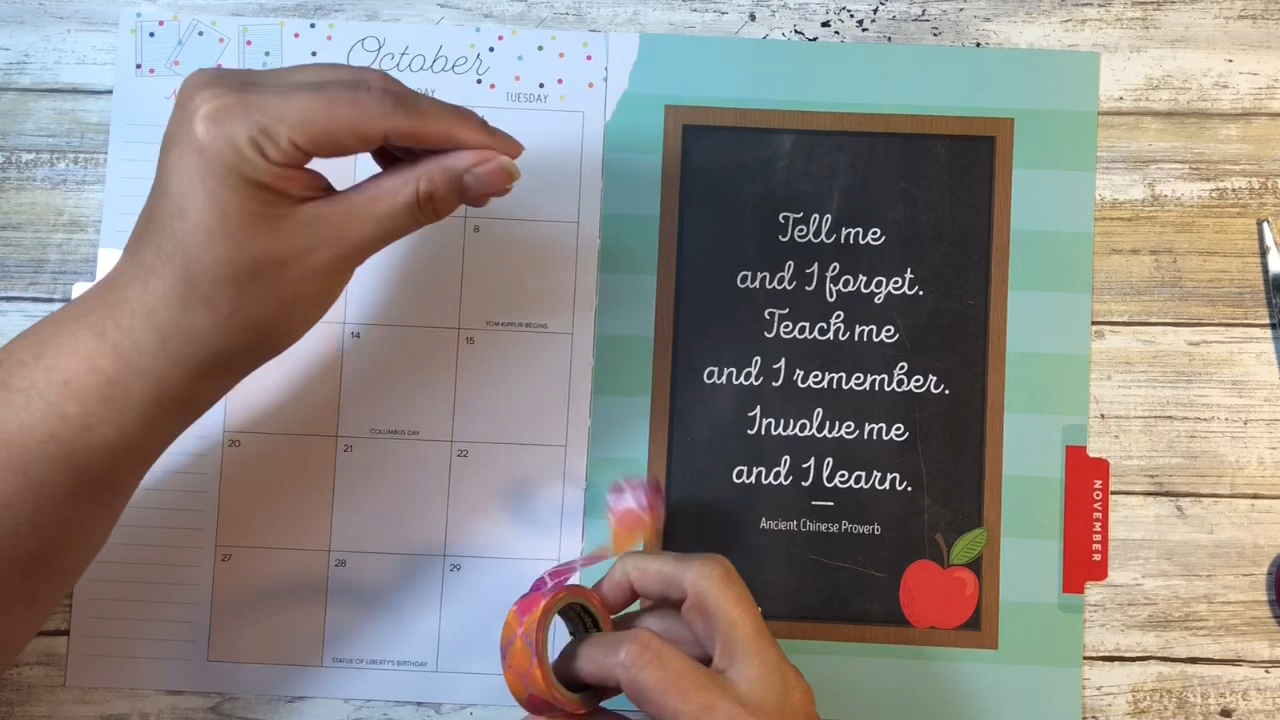 October
TUESDAY
8
YOM KIPPUR BEGINS
14
15
COLUMBUS DAY
20
21
22
27
28
29
STATUE OF LIBERTY'S BIRTHDAY
Tell me
and I forget.
Teach me
and I remember.
Involve me
and I learn.
Ancient Chinese Proverb
NOVEMBER